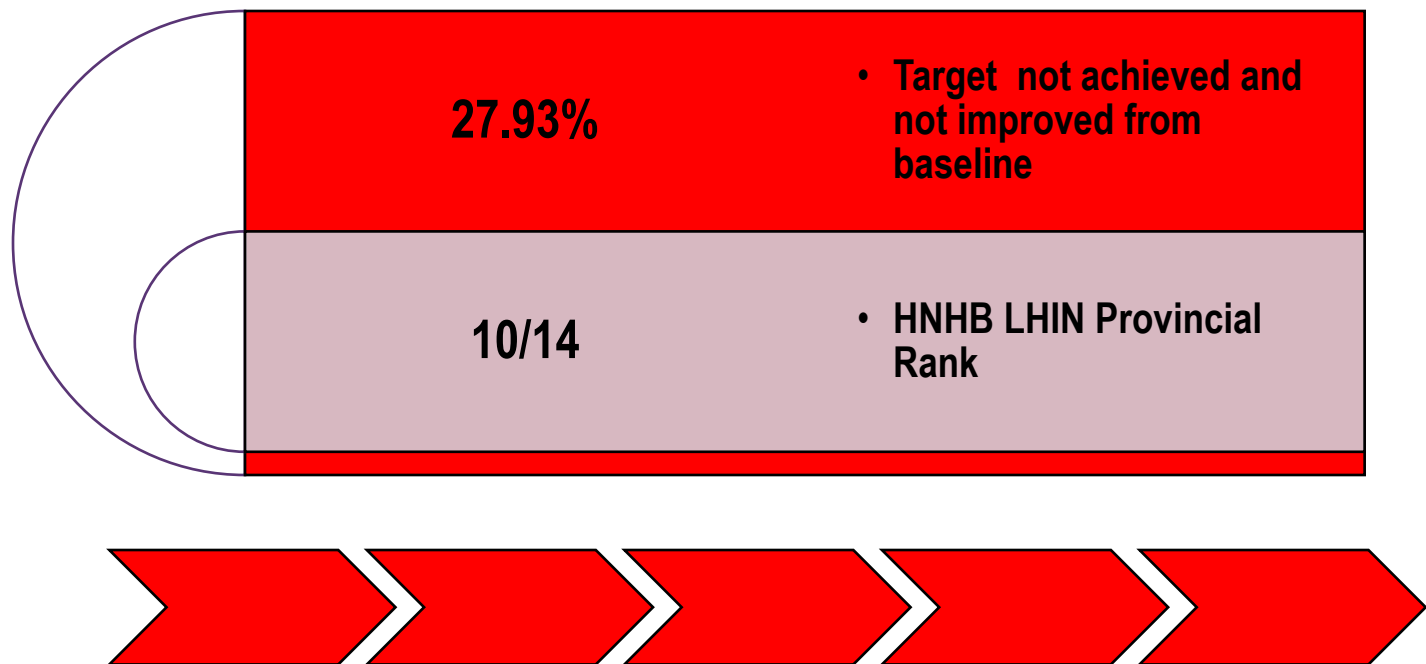 27.93%
• Target  not achieved and
not improved from
baseline
10/14
• HNHB LHIN Provincial
Rank